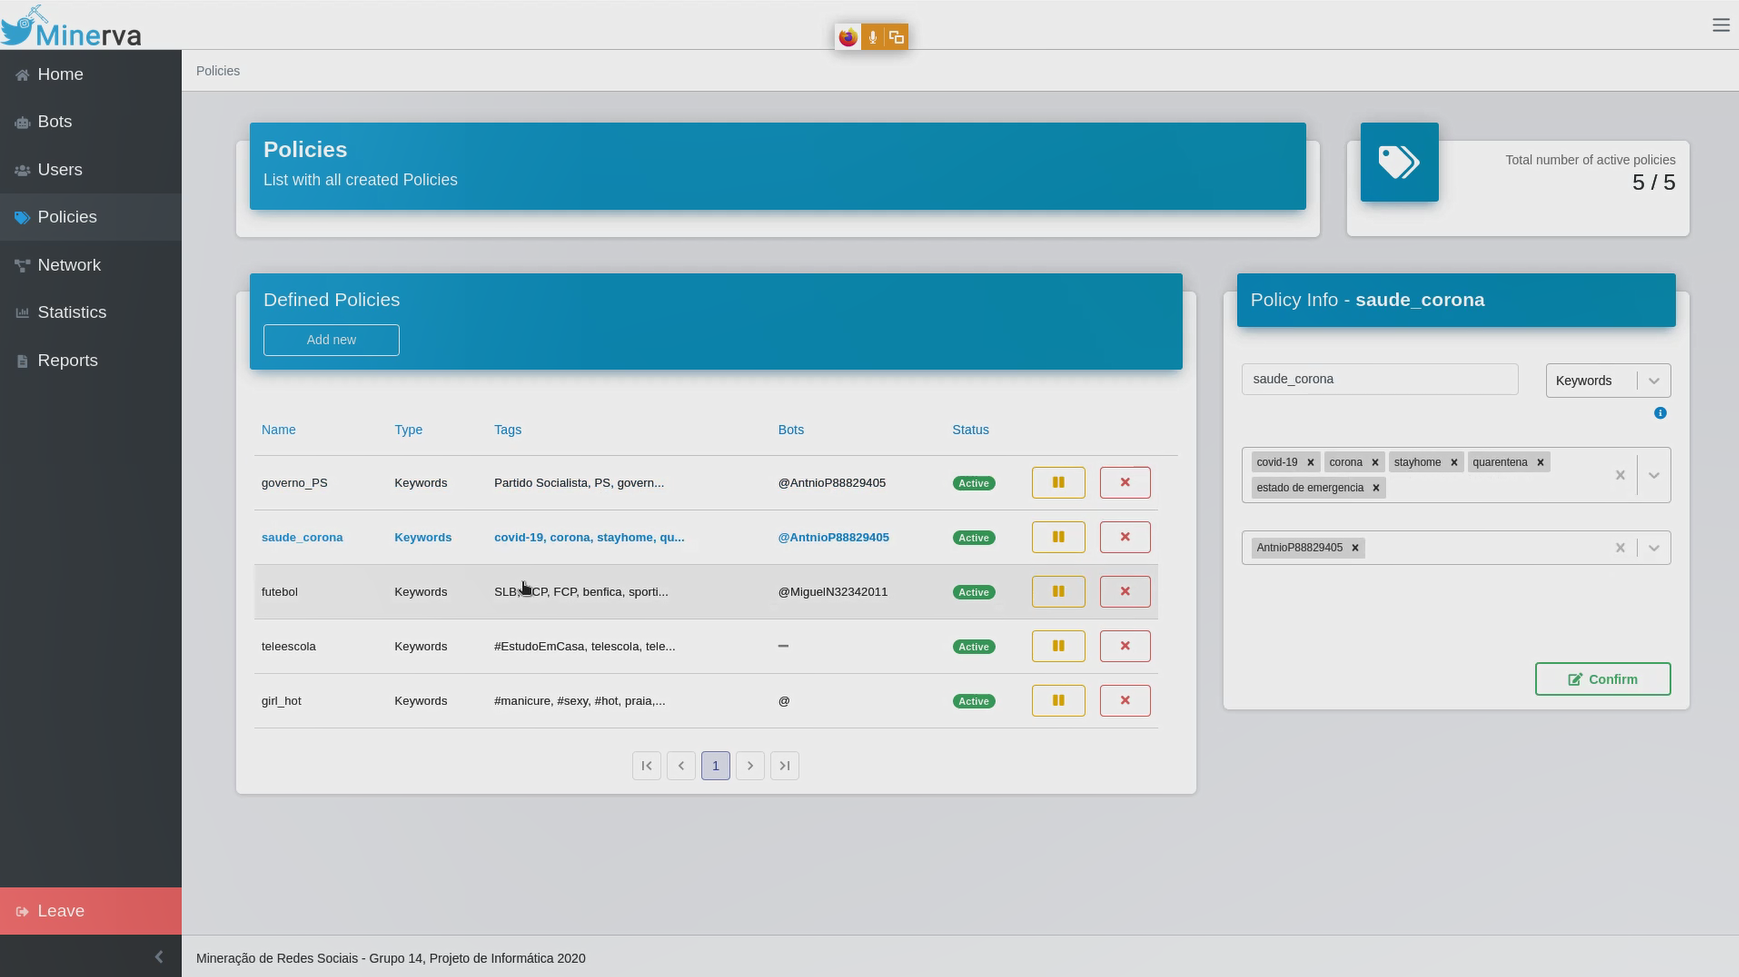 Minerva
Home
Bots
Users
Policies
Network
Statistics
Reports
Leave
Policies
Policies
List with all created Policies
Total number of active policies
5 / 5
Defined Policies
Add new
Name Type Tags Bots Status
governo_PS Keywords Partido Socialista, PS, govern... @AntnioP88829405 Active
saude_corona Keywords covid-19, corona, stayhome, qu... @AntnioP88829405 Active
futebol Keywords SLB, CP, FCP, benfica, sporti... @MiguelN32342011 Active
teleescola Keywords #EstudoEmCasa, telescola, tele... — Active
girl_hot Keywords #manicure, #sexy, #hot, praia,... @ Active
1
Policy Info - saude_corona
saude_corona Keywords
covid-19 corona stayhome quarentena
estado de emergencia
AntnioP88829405
Confirm
Mineração de Redes Sociais - Grupo 14, Projeto de Informática 2020